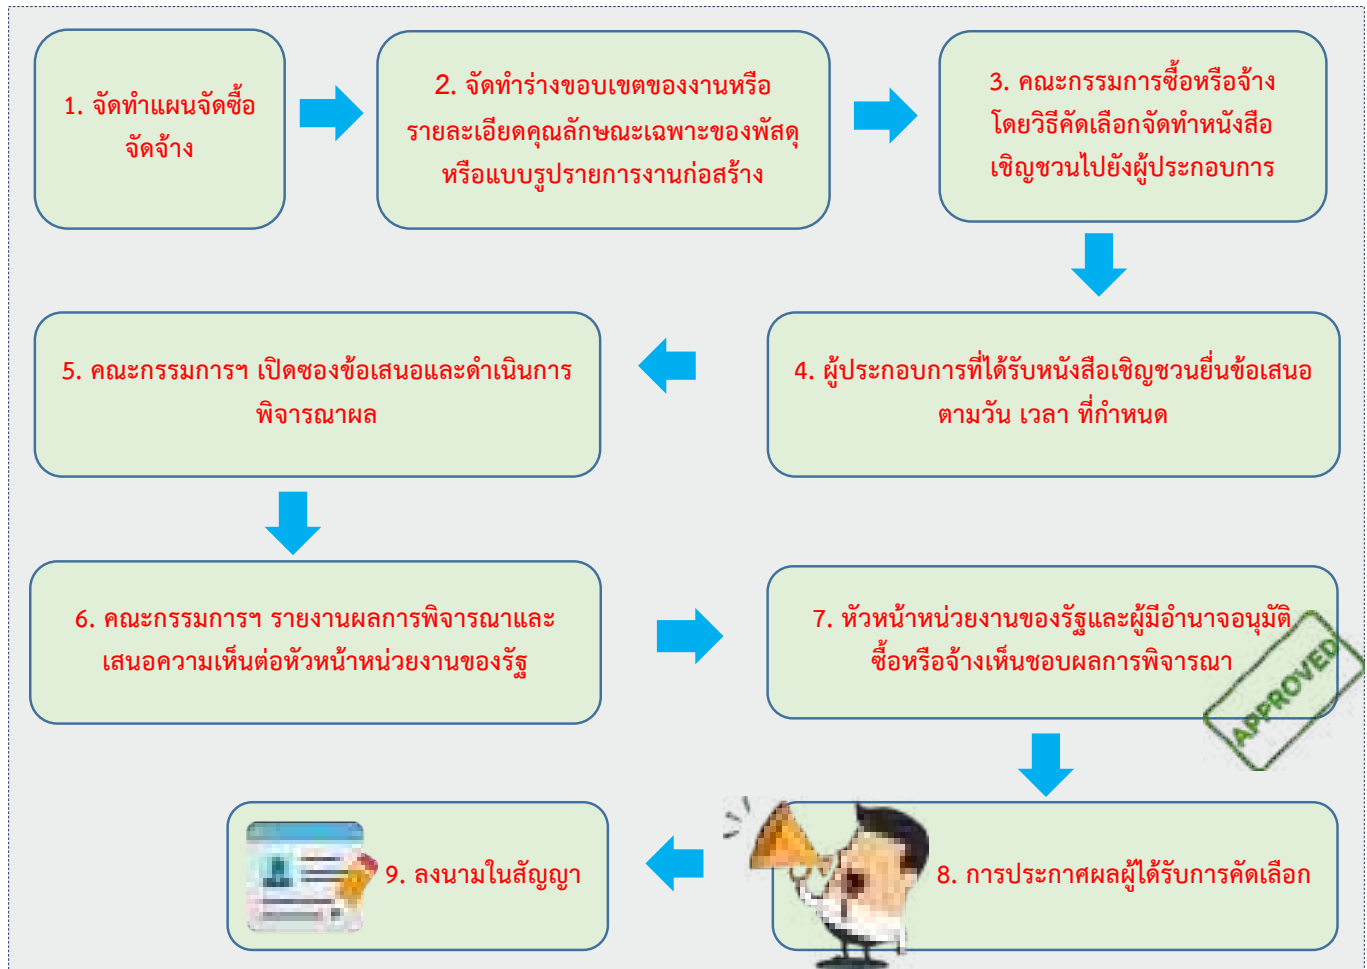 1. จัดทำแผนจัดซื้อ
จัดจ้าง
2. จัดทำร่างขอบเขตของงานหรือ
รายละเอียดคุณลักษณะเฉพาะของพัสดุ
หรือแบบรูปรายการงานก่อสร้าง
3. คณะกรรมการซื้อหรือจ้าง
โดยวิธีคัดเลือกจัดทำหนังสือ
เชิญชวนไปยังผู้ประกอบการ
4. ผู้ประกอบการที่ได้รับหนังสือเชิญชวนยื่นข้อเสนอ
ตามวัน เวลา ที่กำหนด
5. คณะกรรมการฯ เปิดซองข้อเสนอและดำเนินการ
พิจารณาผล
6. คณะกรรมการฯ รายงานผลการพิจารณาและ
เสนอความเห็นต่อหัวหน้าหน่วยงานของรัฐ
7. หัวหน้าหน่วยงานของรัฐและผู้มีอำนาจอนุมัติ
ซื้อหรือจ้างเห็นชอบผลการพิจารณา
APPROVED
8. การประกาศผลผู้ได้รับการคัดเลือก
9. ลงนามในสัญญา